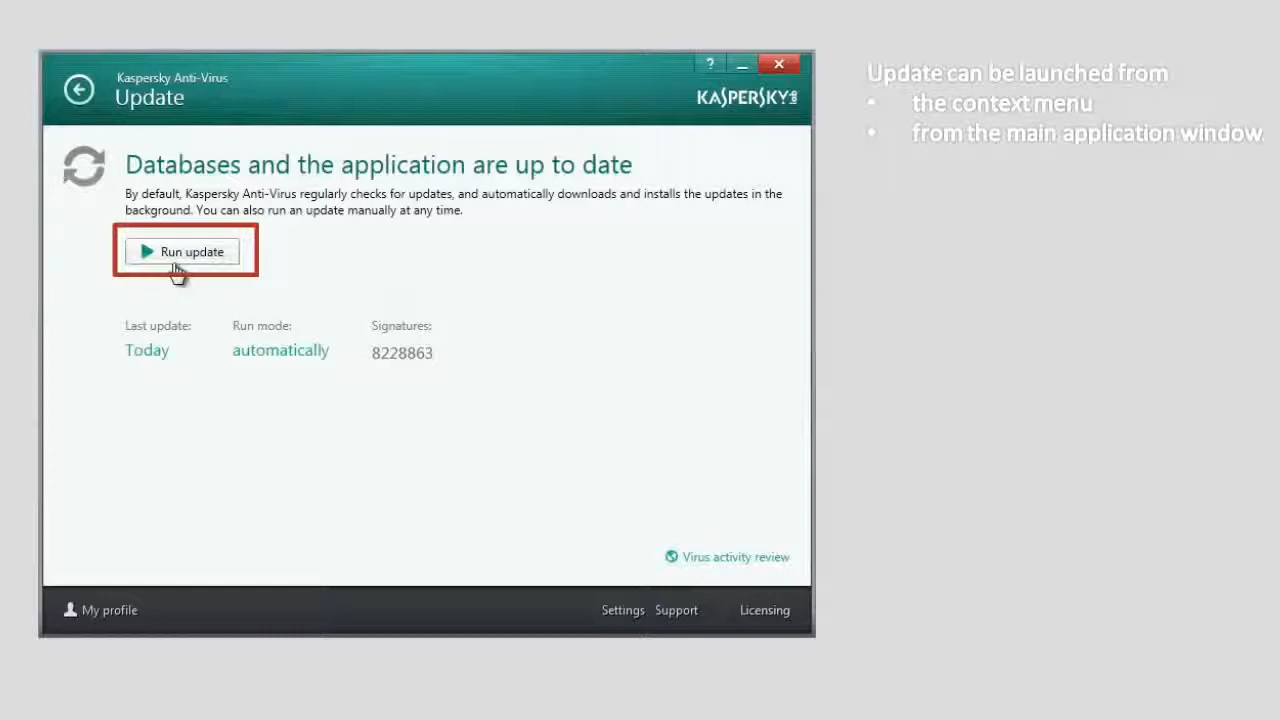 Kaspersky Anti-Virus
Update
?
KASPERSKY lab
Update can be launched from
• the context menu
• from the main application window
Databases and the application are up to date
By default, Kaspersky Anti-Virus regularly checks for updates, and automatically downloads and installs the updates in the
background. You can also run an update manually at any time.
Run update
Last update: Run mode: Signatures:
Today automatically 8228863
Virus activity review
My profile Settings Support Licensing